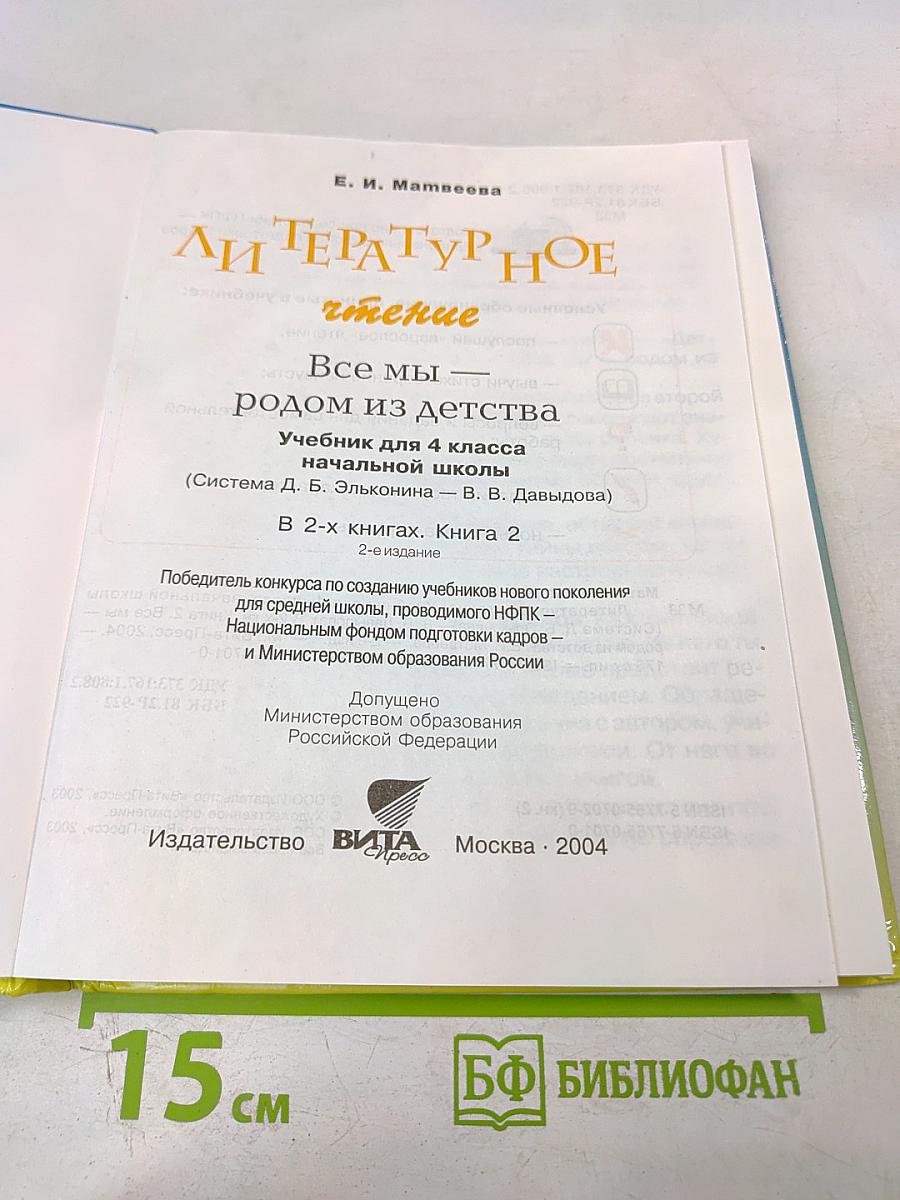 Е. И. Матвеева
ЛИТЕРАТУРНОЕ
чтение
Все мы —
родом из детства
Учебник для 4 класса
начальной школы
(Система Д. Б. Эльконина — В. В. Давыдова)
В 2-х книгах. Книга 2
2-е издание
Победитель конкурса по созданию учебников нового поколения
для средней школы, проводимого НФПК –
Национальным фондом подготовки кадров –
и Министерством образования России
Допущено
Министерством образования
Российской Федерации
Издательство ВИТА Пресс Москва · 2004
15 см
БФ БИБЛИОФАН